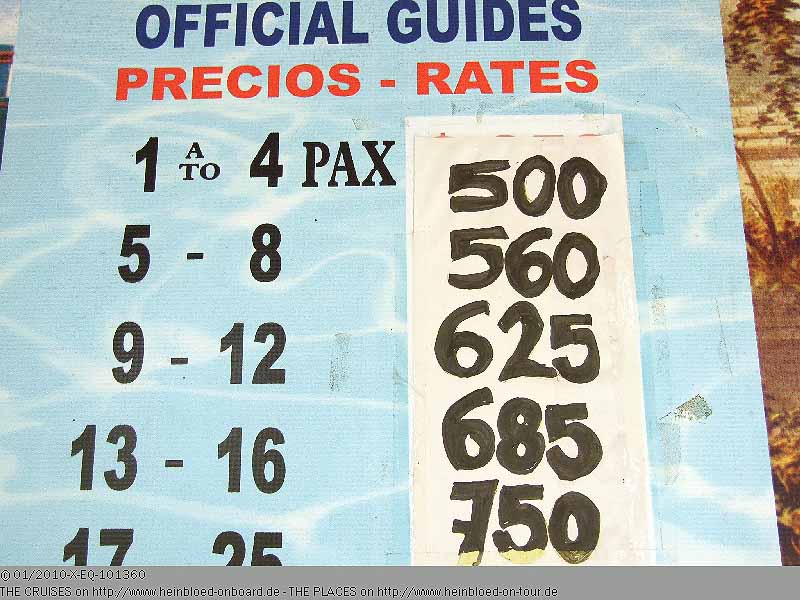 OFFICIAL GUIDES
PRECIOS - RATES
1 A TO 4 PAX 500
5 - 8 560
9 - 12 625
13 - 16 685
17 - 25 750
©01/2010-X-EQ-101360
THE CRUISES on http://www.heinbloed-onboard.de - THE PLACES on http://www.heinbloed-on-tour.de